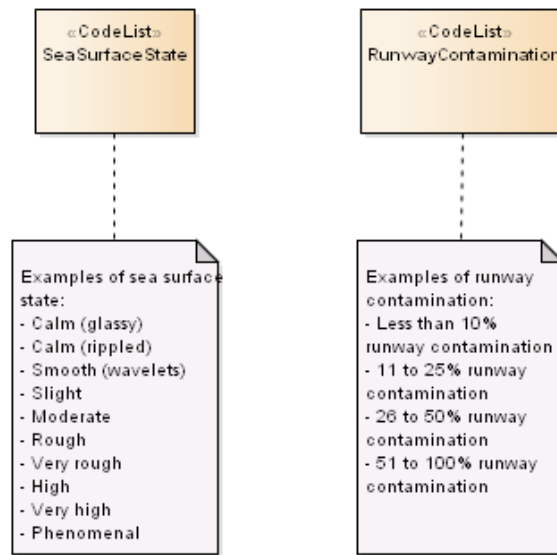 «CodeList»
SeaSurfaceState
«CodeList»
RunwayContamination
Examples of sea surface
state:
- Calm (glassy)
- Calm (rippled)
- Smooth (wavelets)
- Slight
- Moderate
- Rough
- Very rough
- High
- Very high
- Phenomenal
Examples of runway
contamination:
- Less than 10%
runway contamination
- 11 to 25% runway
contamination
- 26 to 50% runway
contamination
- 51 to 100% runway
contamination